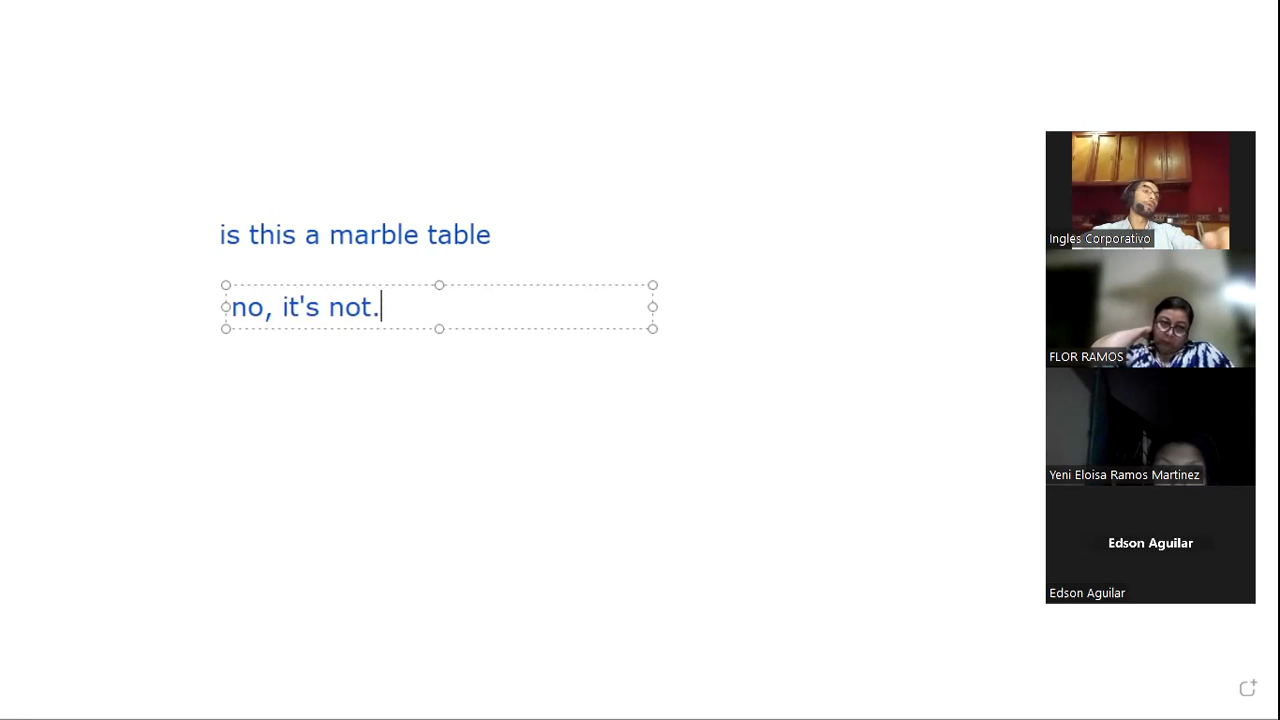 is this a marble table
no, it's not.
Ingles Corporativo
FLOR RAMOS
Yeni Eloisa Ramos Martinez
Edson Aguilar
Edson Aguilar